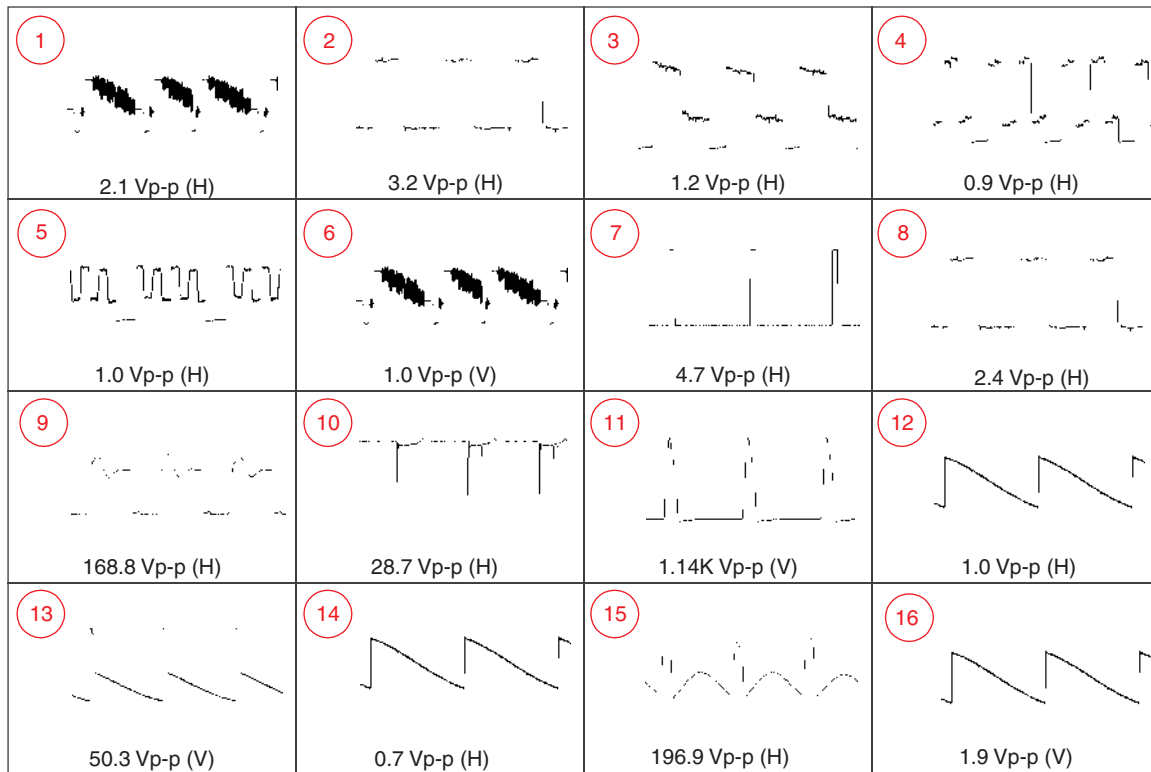 1
2.1 Vp-p (H)
2
3.2 Vp-p (H)
3
1.2 Vp-p (H)
4
0.9 Vp-p (H)
5
1.0 Vp-p (H)
6
1.0 Vp-p (V)
7
4.7 Vp-p (H)
8
2.4 Vp-p (H)
9
168.8 Vp-p (H)
10
28.7 Vp-p (H)
11
1.14K Vp-p (V)
12
1.0 Vp-p (H)
13
50.3 Vp-p (V)
14
0.7 Vp-p (H)
15
196.9 Vp-p (H)
16
1.9 Vp-p (V)